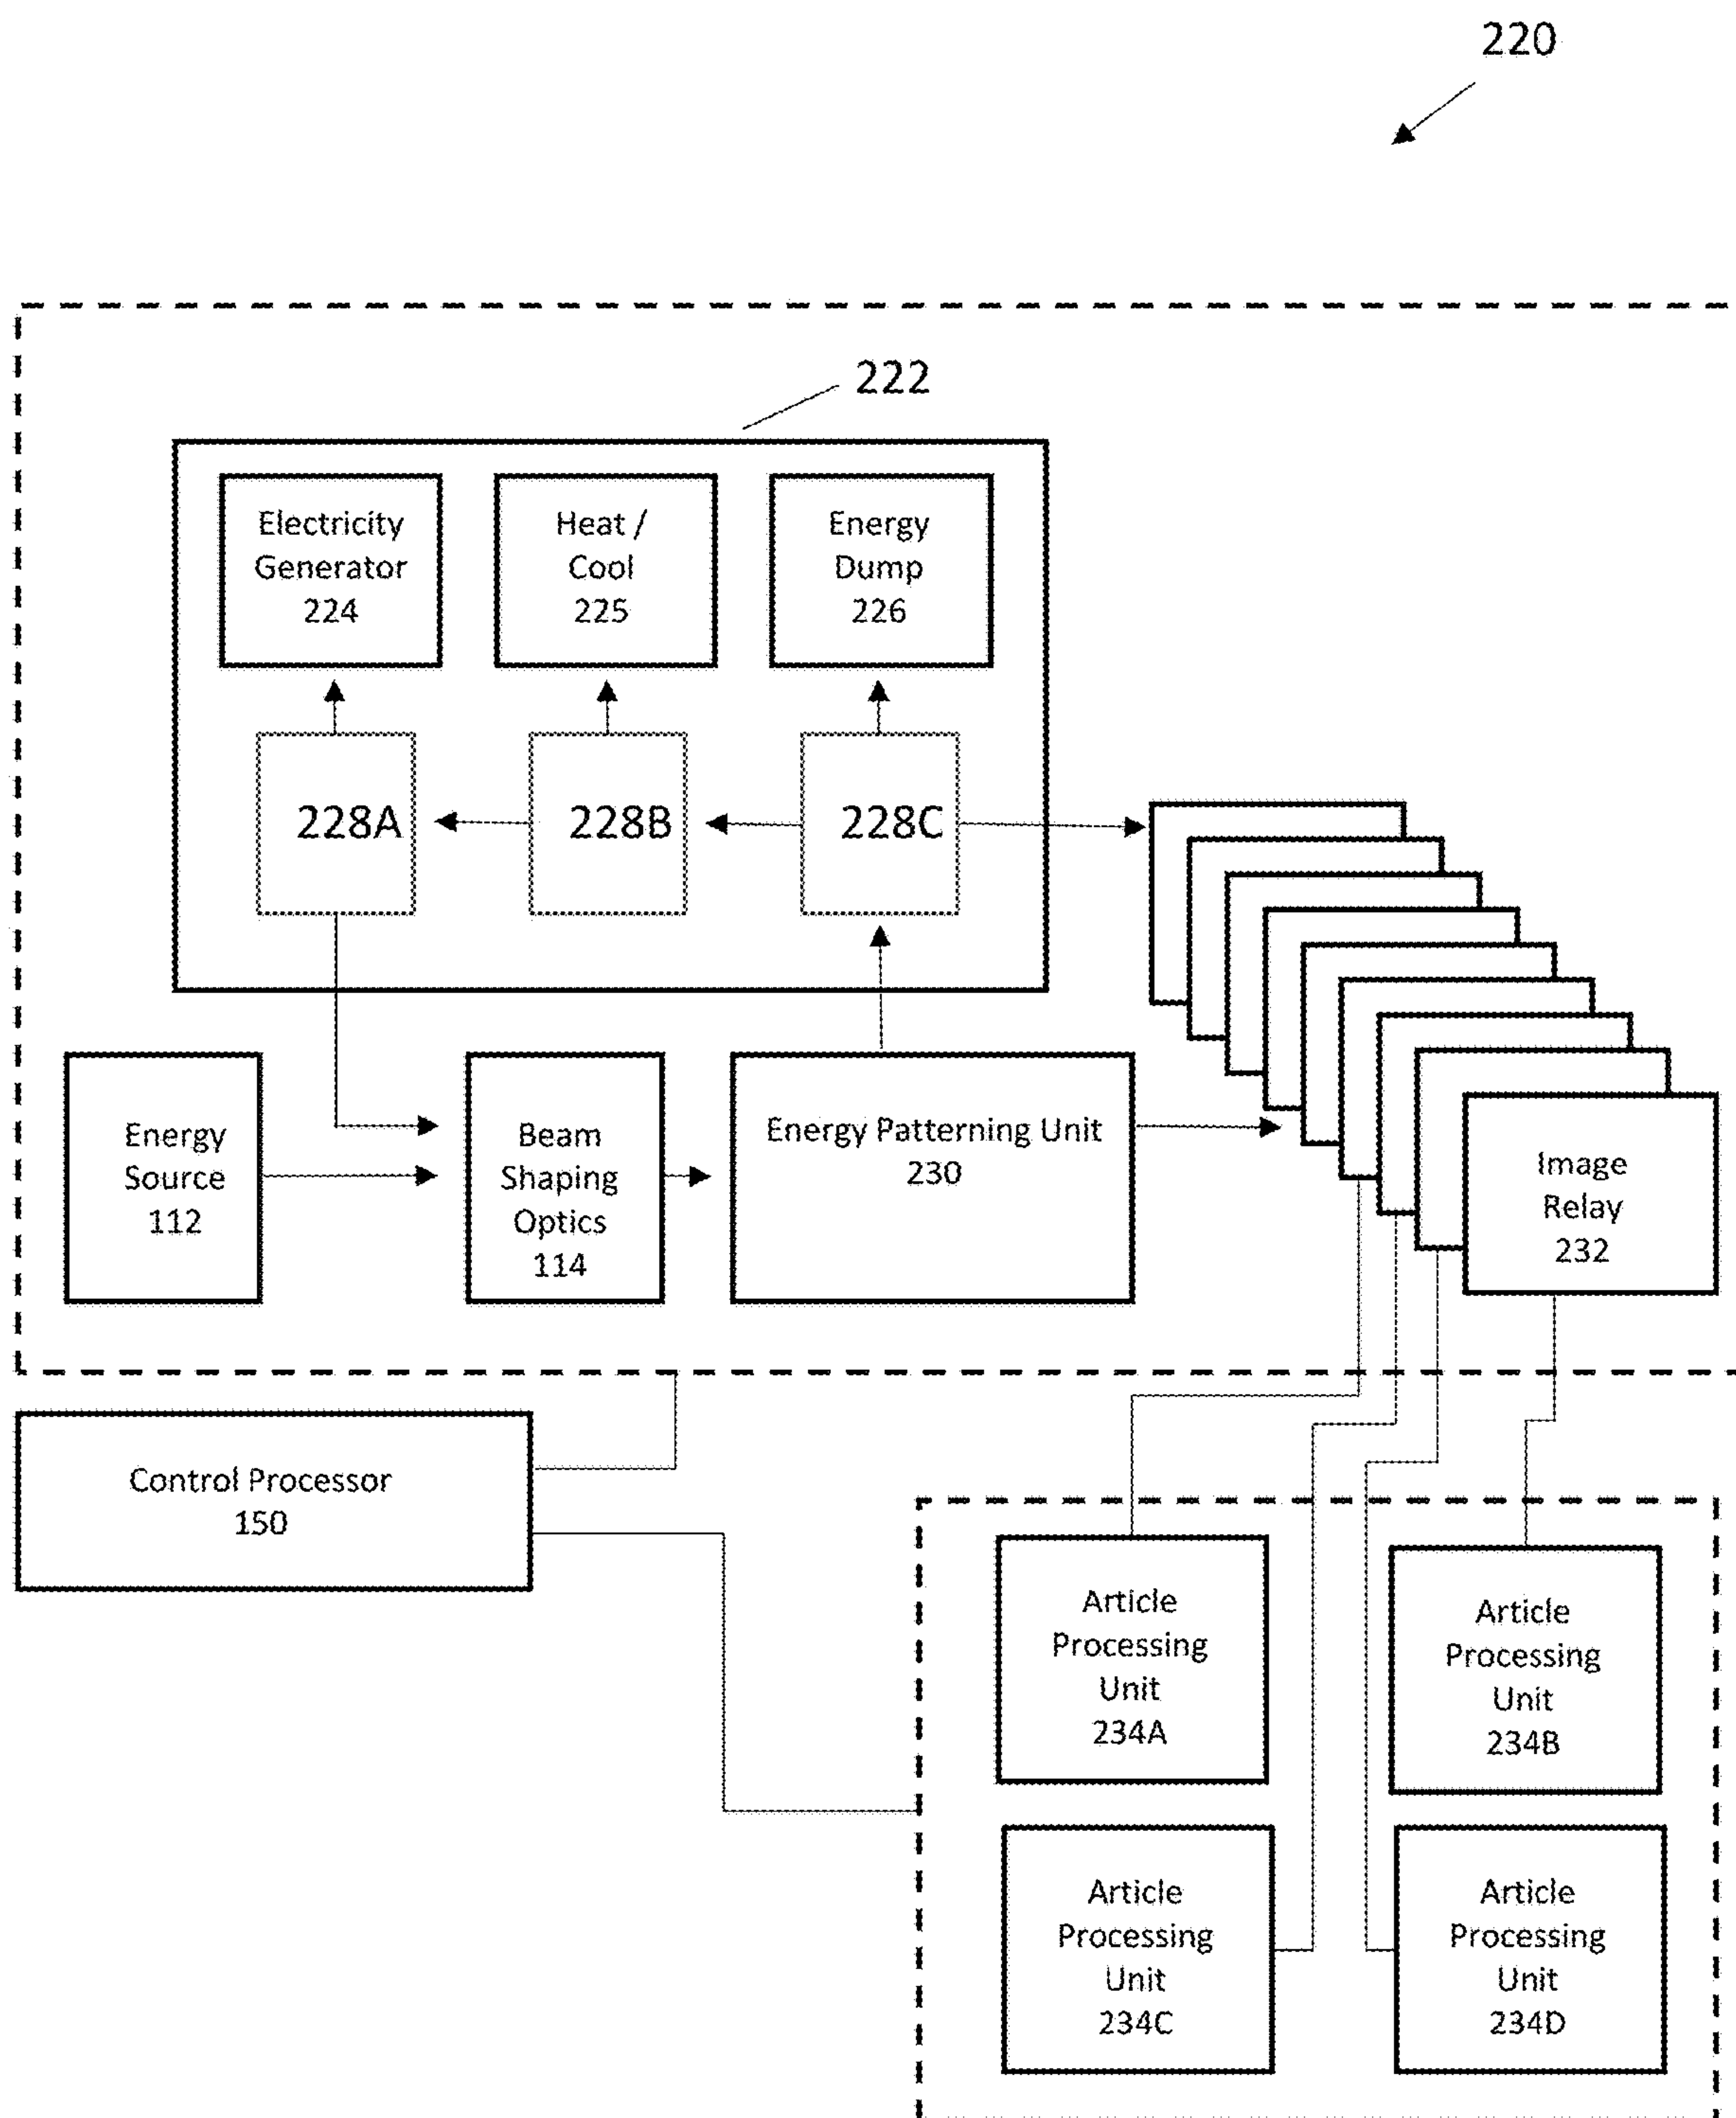 220
222
Electricity
Generator
224
Heat /
Cool
225
Energy
Dump
226
228A
228B
228C
Energy
Source
112
Beam
Shaping
Optics
114
Energy Patterning Unit
230
Image
Relay
232
Control Processor
150
Article
Processing
Unit
234A
Article
Processing
Unit
234B
Article
Processing
Unit
234C
Article
Processing
Unit
234D